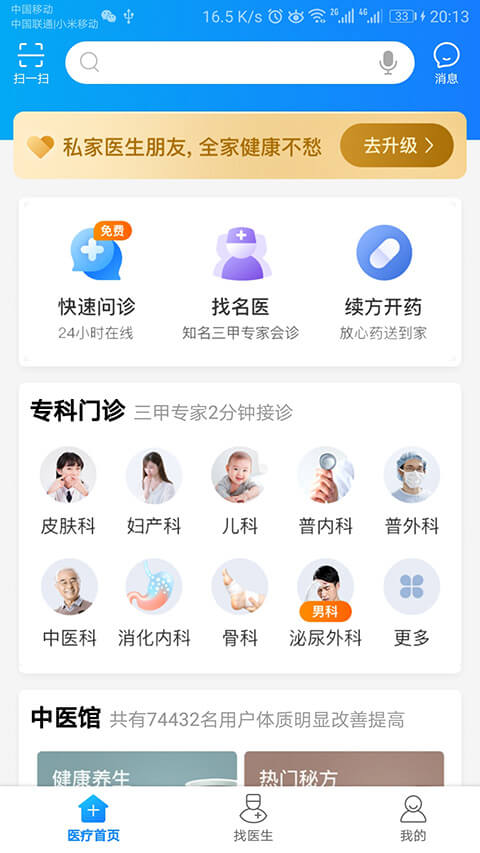 中国移动
中国联通|小米移动
16.5 K/s
2G
4G
33
20:13
扫一扫
消息
私家医生朋友, 全家健康不愁
去升级
免费
快速问诊
找名医
续方开药
24小时在线
知名三甲专家会诊
放心药送到家
专科门诊 三甲专家2分钟接诊
皮肤科
妇产科
儿科
普内科
普外科
男科
中医科
消化内科
骨科
泌尿外科
更多
中医馆 共有74432名用户体质明显改善提高
健康养生
热门秘方
医疗首页
找医生
我的